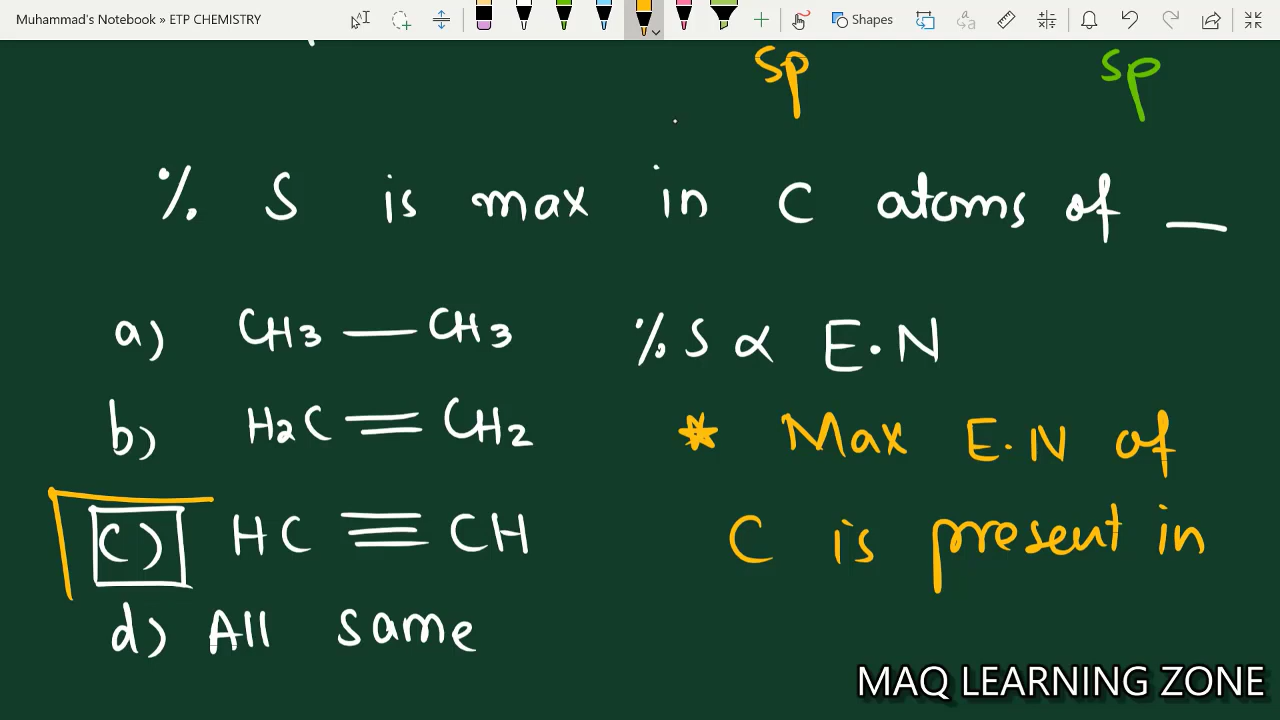 Muhammad's Notebook » ETP CHEMISTRY
Shapes
sp sp
% S is max in C atoms of __
a) CH3 — CH3
% S ∝ E.N
b) H2C = CH2
* Max E.N of
C) HC ≡ CH
C is present in
d) All same
MAQ LEARNING ZONE